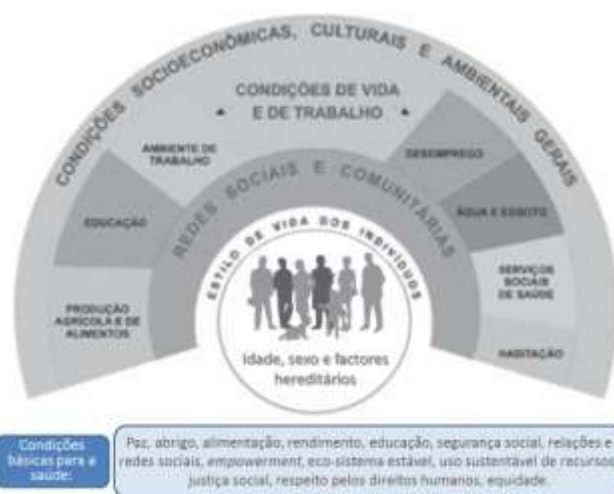 CONDIÇÕES SOCIOECONÔMICAS, CULTURAIS E AMBIENTAIS GERAIS
CONDIÇÕES DE VIDA
E DE TRABALHO
AMBIENTE DE
TRABALHO
DESEMPREGO
REDES SOCIAIS E COMUNITÁRIAS
EDUCAÇÃO
ÁGUA E ESGOTO
ESTILO DE VIDA DOS INDIVÍDUOS
SERVIÇOS
SOCIAIS
DE SAÚDE
PRODUÇÃO
AGRÍCOLA E DE
ALIMENTOS
HABITAÇÃO
Idade, sexo e factores
hereditários
Condições
básicas para a
saúde:
Paz, abrigo, alimentação, rendimento, educação, segurança social, relações e
redes sociais, empowerment, eco-sistema estável, uso sustentável de recursos,
justiça social, respeito pelos direitos humanos, equidade.